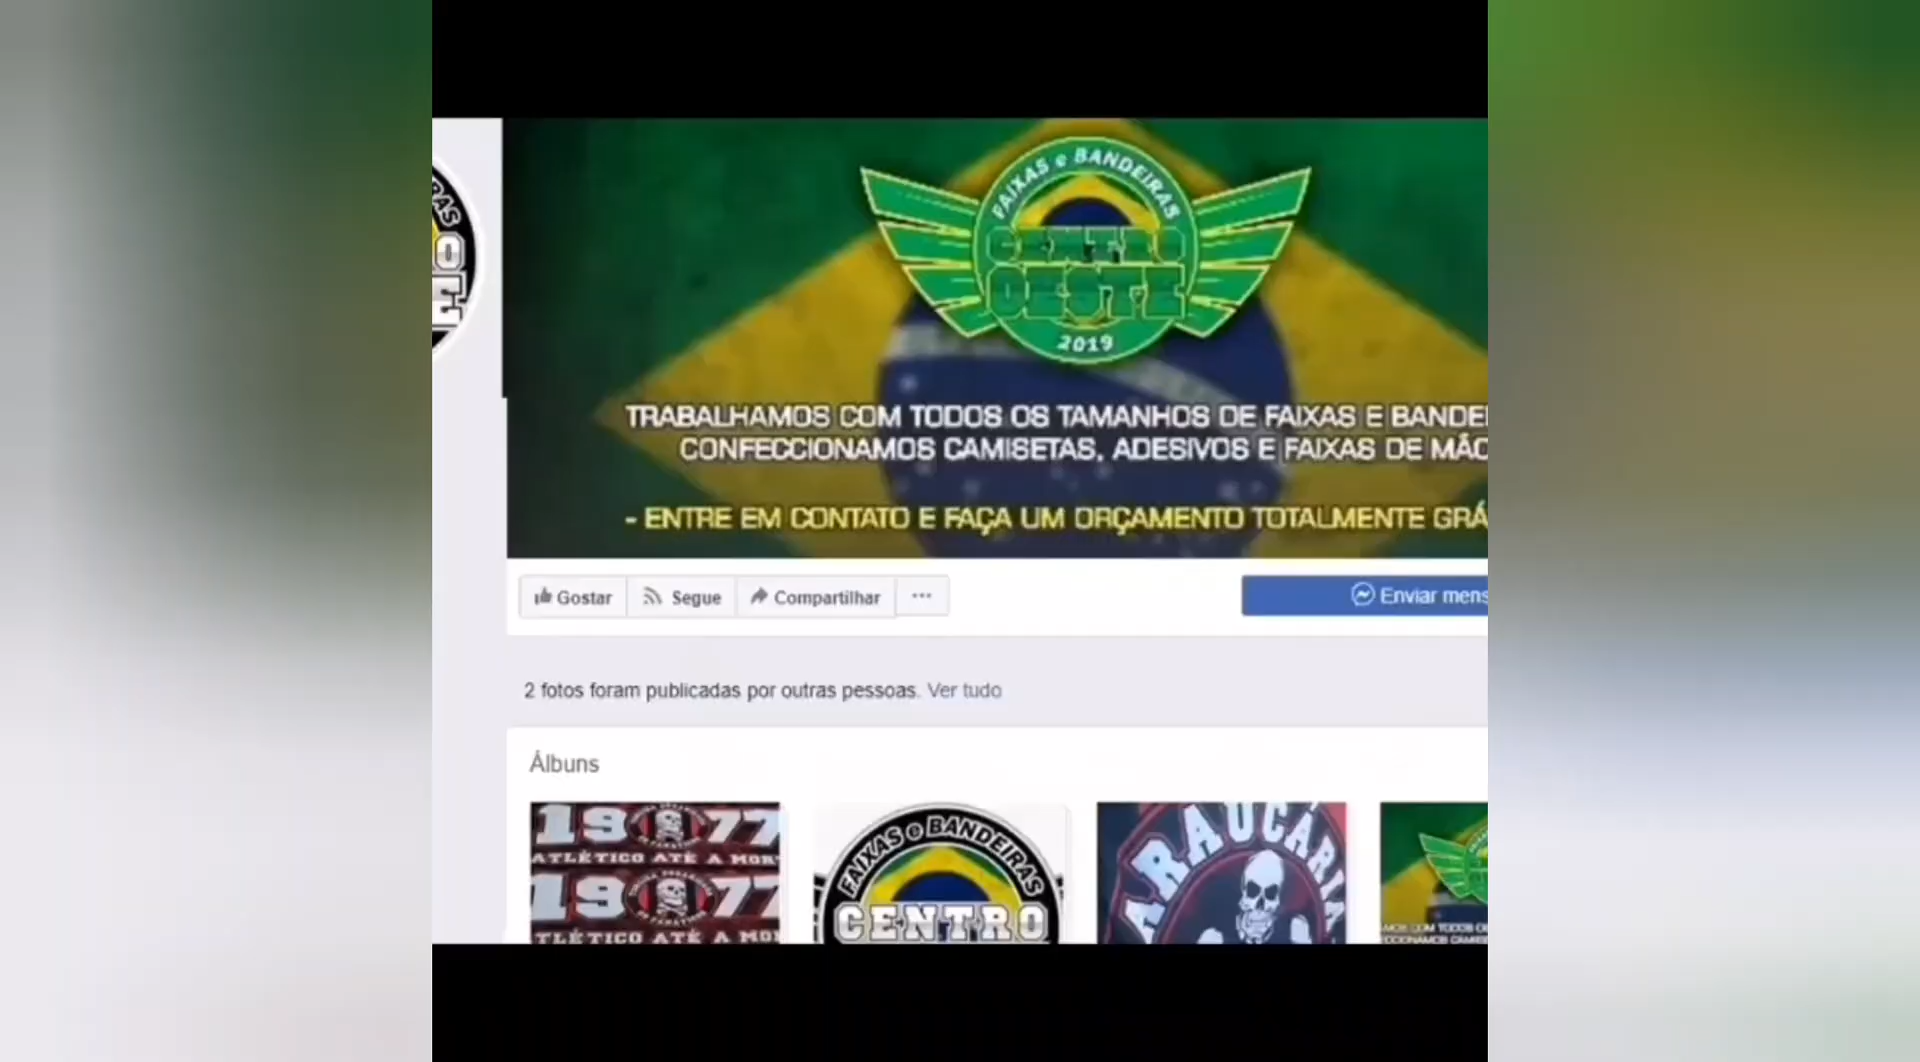 FAIXAS e BANDEIRAS
CENTRO
OESTE
2019
TRABALHAMOS COM TODOS OS TAMANHOS DE FAIXAS E BANDEI
CONFECCIONAMOS CAMISETAS, ADESIVOS E FAIXAS DE MÃO
- ENTRE EM CONTATO E FAÇA UM ORÇAMENTO TOTALMENTE GRÁ
Gostar
Segue
Compartilhar
Enviar mens
2 fotos foram publicadas por outras pessoas. Ver tudo
Álbuns
1977
ATLÉTICO ATÉ A MOR
1977
TLÉTICO ATÉ A MO
FAIXAS e BANDEIRAS
CENTRO
ARAUCÁRIA